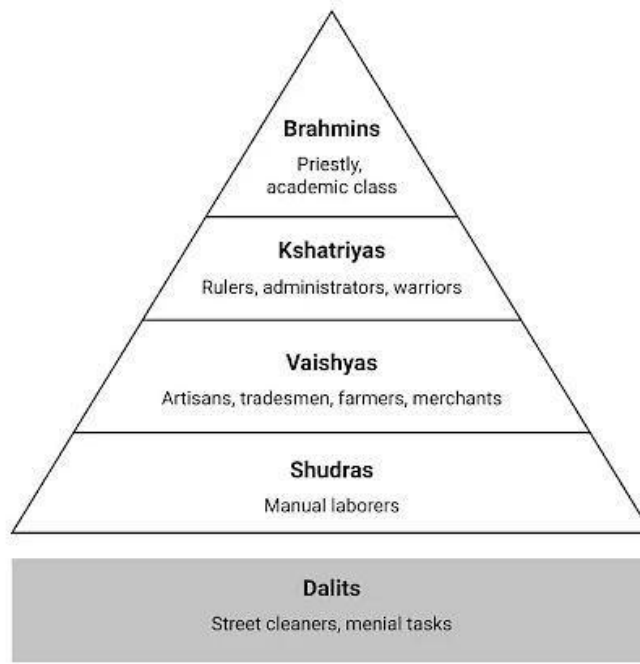 Brahmins
Priestly,
academic class
Kshatriyas
Rulers, administrators, warriors
Vaishyas
Artisans, tradesmen, farmers, merchants
Shudras
Manual laborers
Dalits
Street cleaners, menial tasks